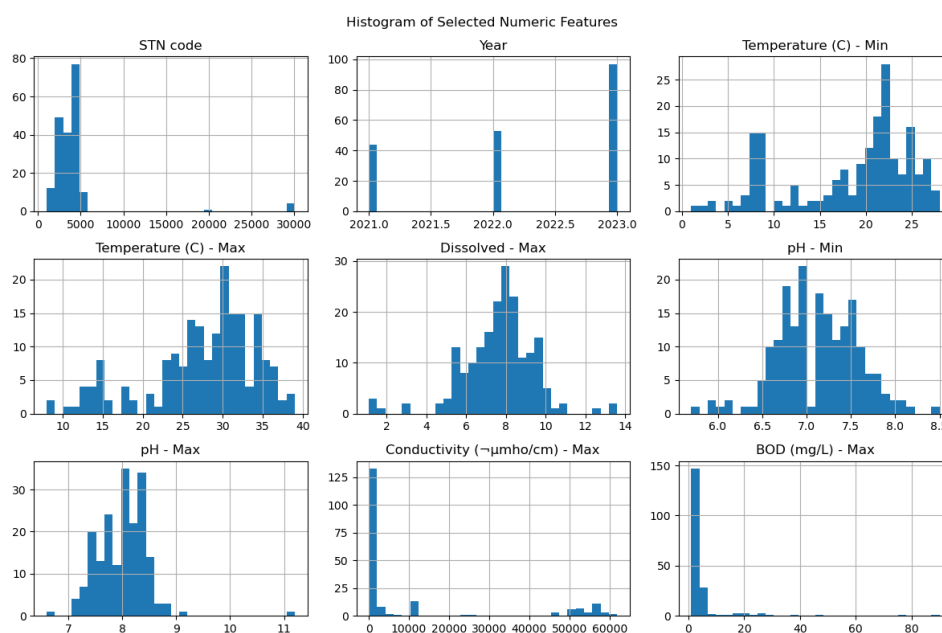 Histogram of Selected Numeric Features
STN code
80
60
40
20
0
0 5000 10000 15000 20000 25000 30000
Year
100
80
60
40
20
0
2021.0 2021.5 2022.0 2022.5 2023.0
Temperature (C) - Min
25
20
15
10
5
0
0 5 10 15 20 25
Temperature (C) - Max
20
15
10
5
0
10 15 20 25 30 35 40
Dissolved - Max
30
20
10
0
2 4 6 8 10 12 14
pH - Min
20
15
10
5
0
6.0 6.5 7.0 7.5 8.0 8.5
pH - Max
30
20
10
0
7 8 9 10 11
Conductivity (¬µmho/cm) - Max
125
100
75
50
25
0
0 10000 20000 30000 40000 50000 60000
BOD (mg/L) - Max
150
100
50
0
0 20 40 60 80